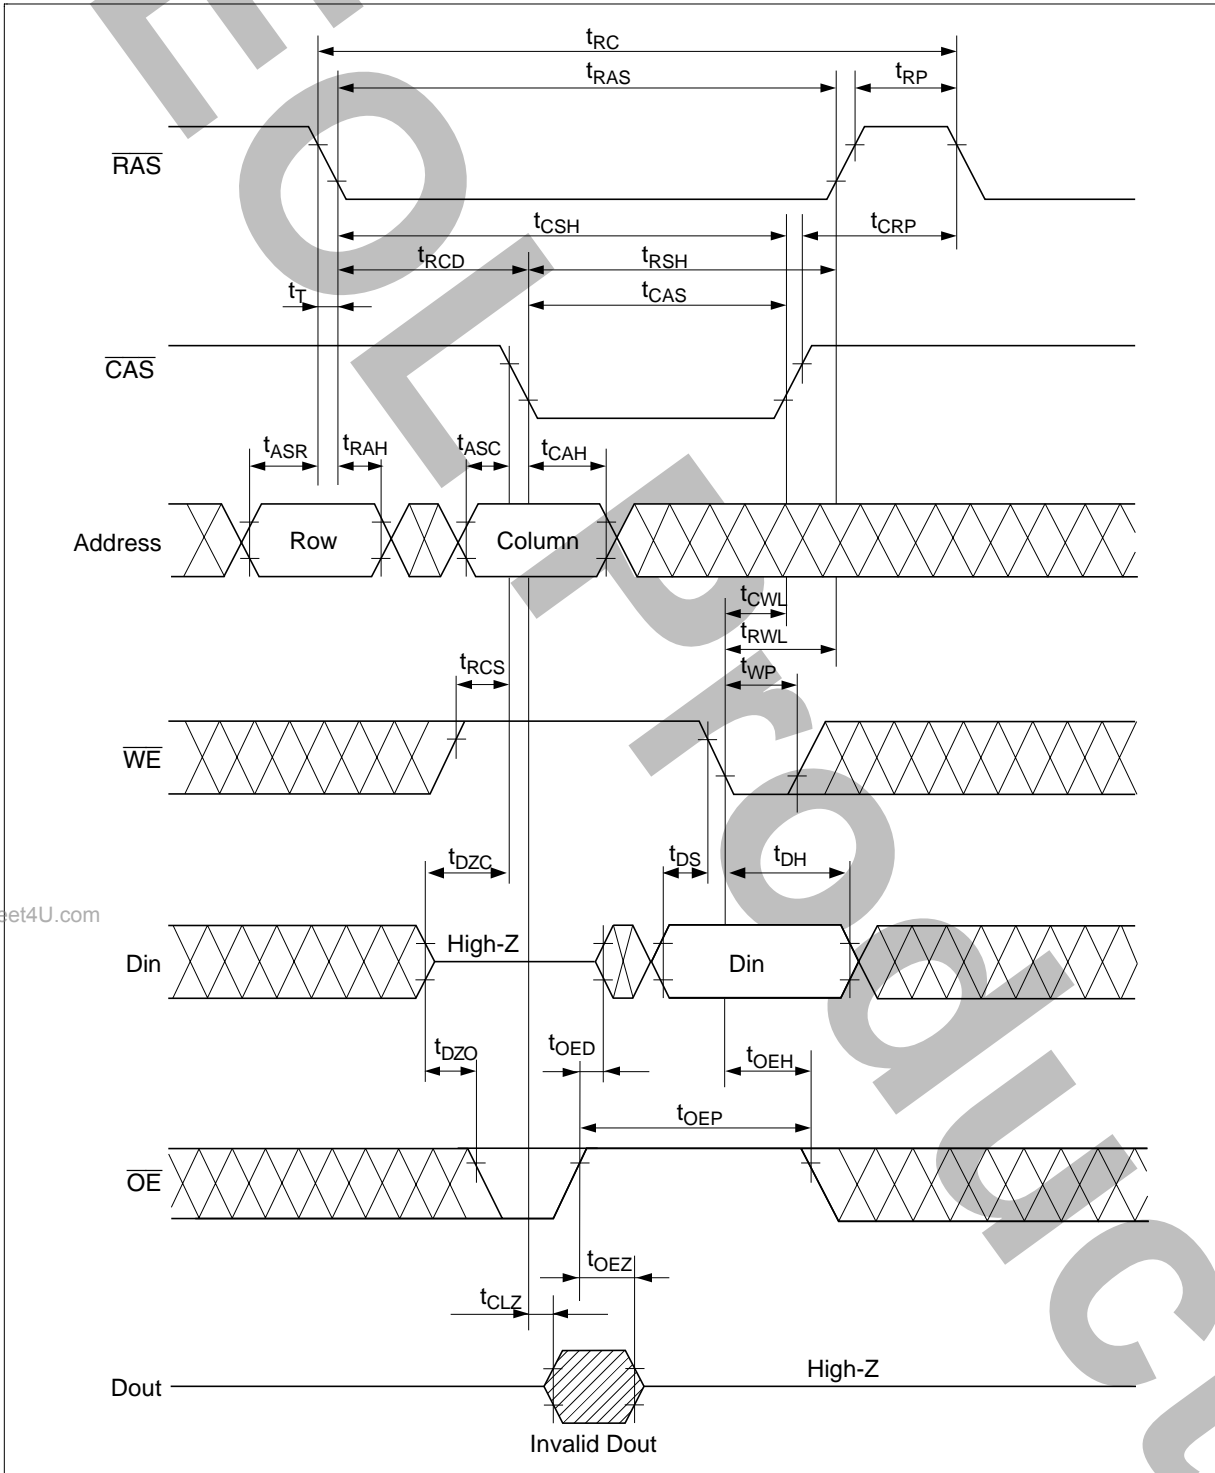 tRC
tRAS
tRP
RAS
tCSH
tCRP
tRCD
tRSH
tT
tCAS
CAS
tASR
tRAH
tASC
tCAH
Address
Row
Column
tCWL
tRWL
tRCS
tWP
WE
tDZC
tDS
tDH
eet4U.com
High-Z
Din
Din
tDZO
tOED
tOEH
tOEP
OE
tOEZ
tCLZ
High-Z
Dout
Invalid Dout
EOL Product